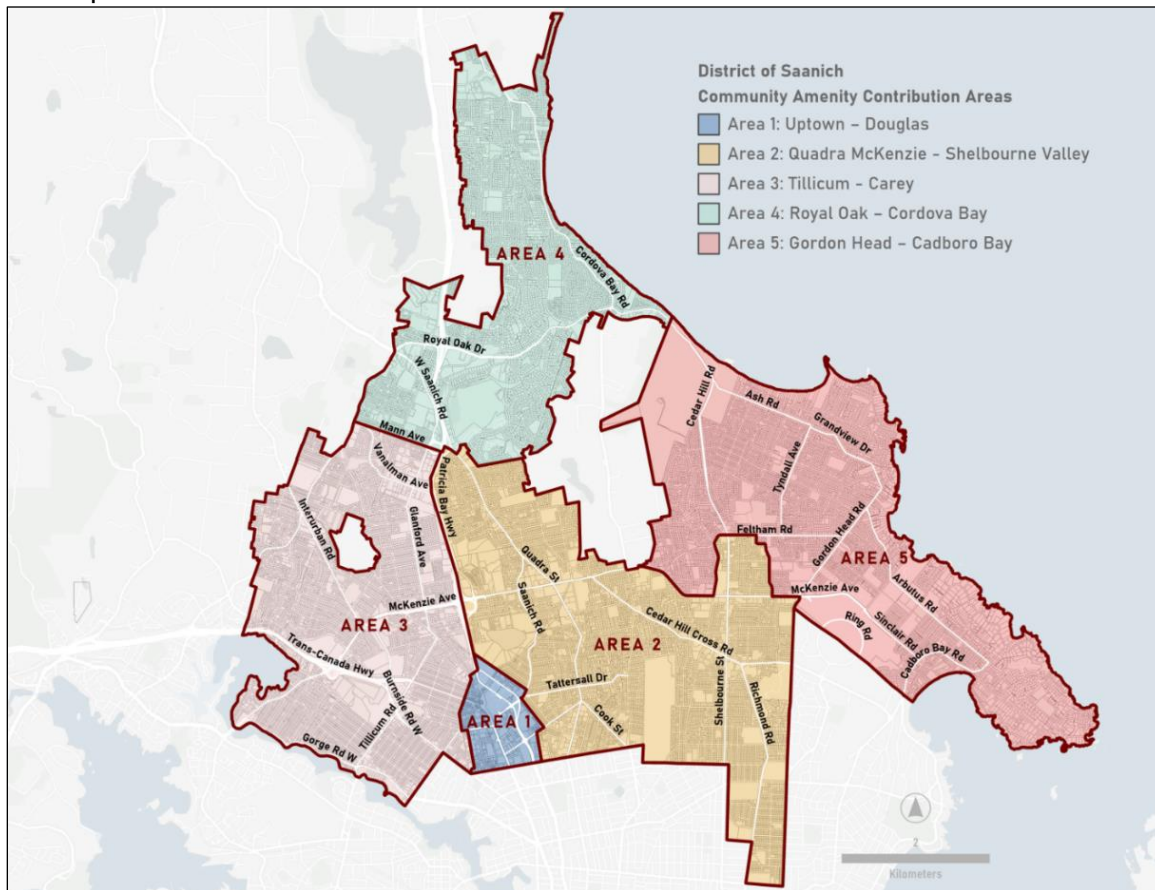 District of Saanich
Community Amenity Contribution Areas
Area 1: Uptown – Douglas
Area 2: Quadra McKenzie - Shelbourne Valley
Area 3: Tillicum - Carey
Area 4: Royal Oak – Cordova Bay
Area 5: Gordon Head – Cadboro Bay
AREA 4
Cordova Bay Rd
Royal Oak Dr
W Saanich Rd
Mann Ave
Cedar Hill Rd
Ash Rd
Grandview Dr
Tyndall Ave
Vanalman Ave
Patricia Bay Hwy
Interurban Rd
Glanford Ave
Feltham Rd
Gordon Head Rd
AREA 5
Quadra St
Saanich Rd
McKenzie Ave
McKenzie Ave
Arbutus Rd
AREA 3
Cedar Hill Cross Rd
Ring Rd
Sinclair Rd
AREA 2
Cadboro Bay Rd
Trans-Canada Hwy
Burnside Rd W
Tattersall Dr
Shelbourne St
Richmond Rd
AREA 1
Cook St
Tillicum Rd
Gorge Rd W
2
Kilometers